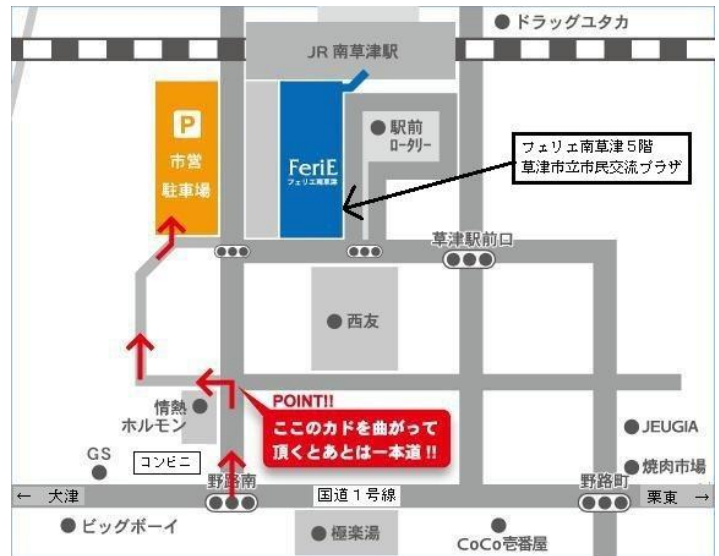 ドラッグユタカ
JR 南草津駅
P
市営
駐車場
FeriE
フェリエ南草津
駅前
ロータリー
フェリエ南草津5階
草津市立市民交流プラザ
草津駅前口
西友
情熱
ホルモン
POINT!!
ここのカドを曲がって
頂くとあとは一本道!!
JEUGIA
GS
コンビニ
焼肉市場
← 大津
野路南
国道1号線
野路町
栗東 →
ビッグボーイ
極楽湯
CoCo壱番屋